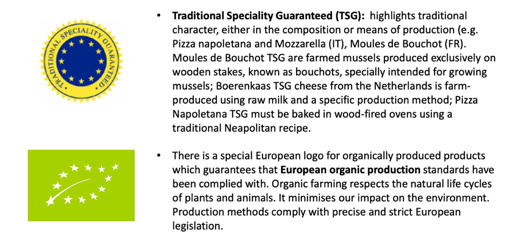 TRADITIONAL SPECIALITY GUARANTEED
• Traditional Speciality Guaranteed (TSG):  highlights traditional
character, either in the composition or means of production (e.g.
Pizza napoletana and Mozzarella (IT), Moules de Bouchot (FR).
Moules de Bouchot TSG are farmed mussels produced exclusively on
wooden stakes, known as bouchots, specially intended for growing
mussels; Boerenkaas TSG cheese from the Netherlands is farm-
produced using raw milk and a specific production method; Pizza
Napoletana TSG must be baked in wood-fired ovens using a
traditional Neapolitan recipe.
• There is a special European logo for organically produced products
which guarantees that European organic production standards have
been complied with. Organic farming respects the natural life cycles
of plants and animals. It minimises our impact on the environment.
Production methods comply with precise and strict European
legislation.